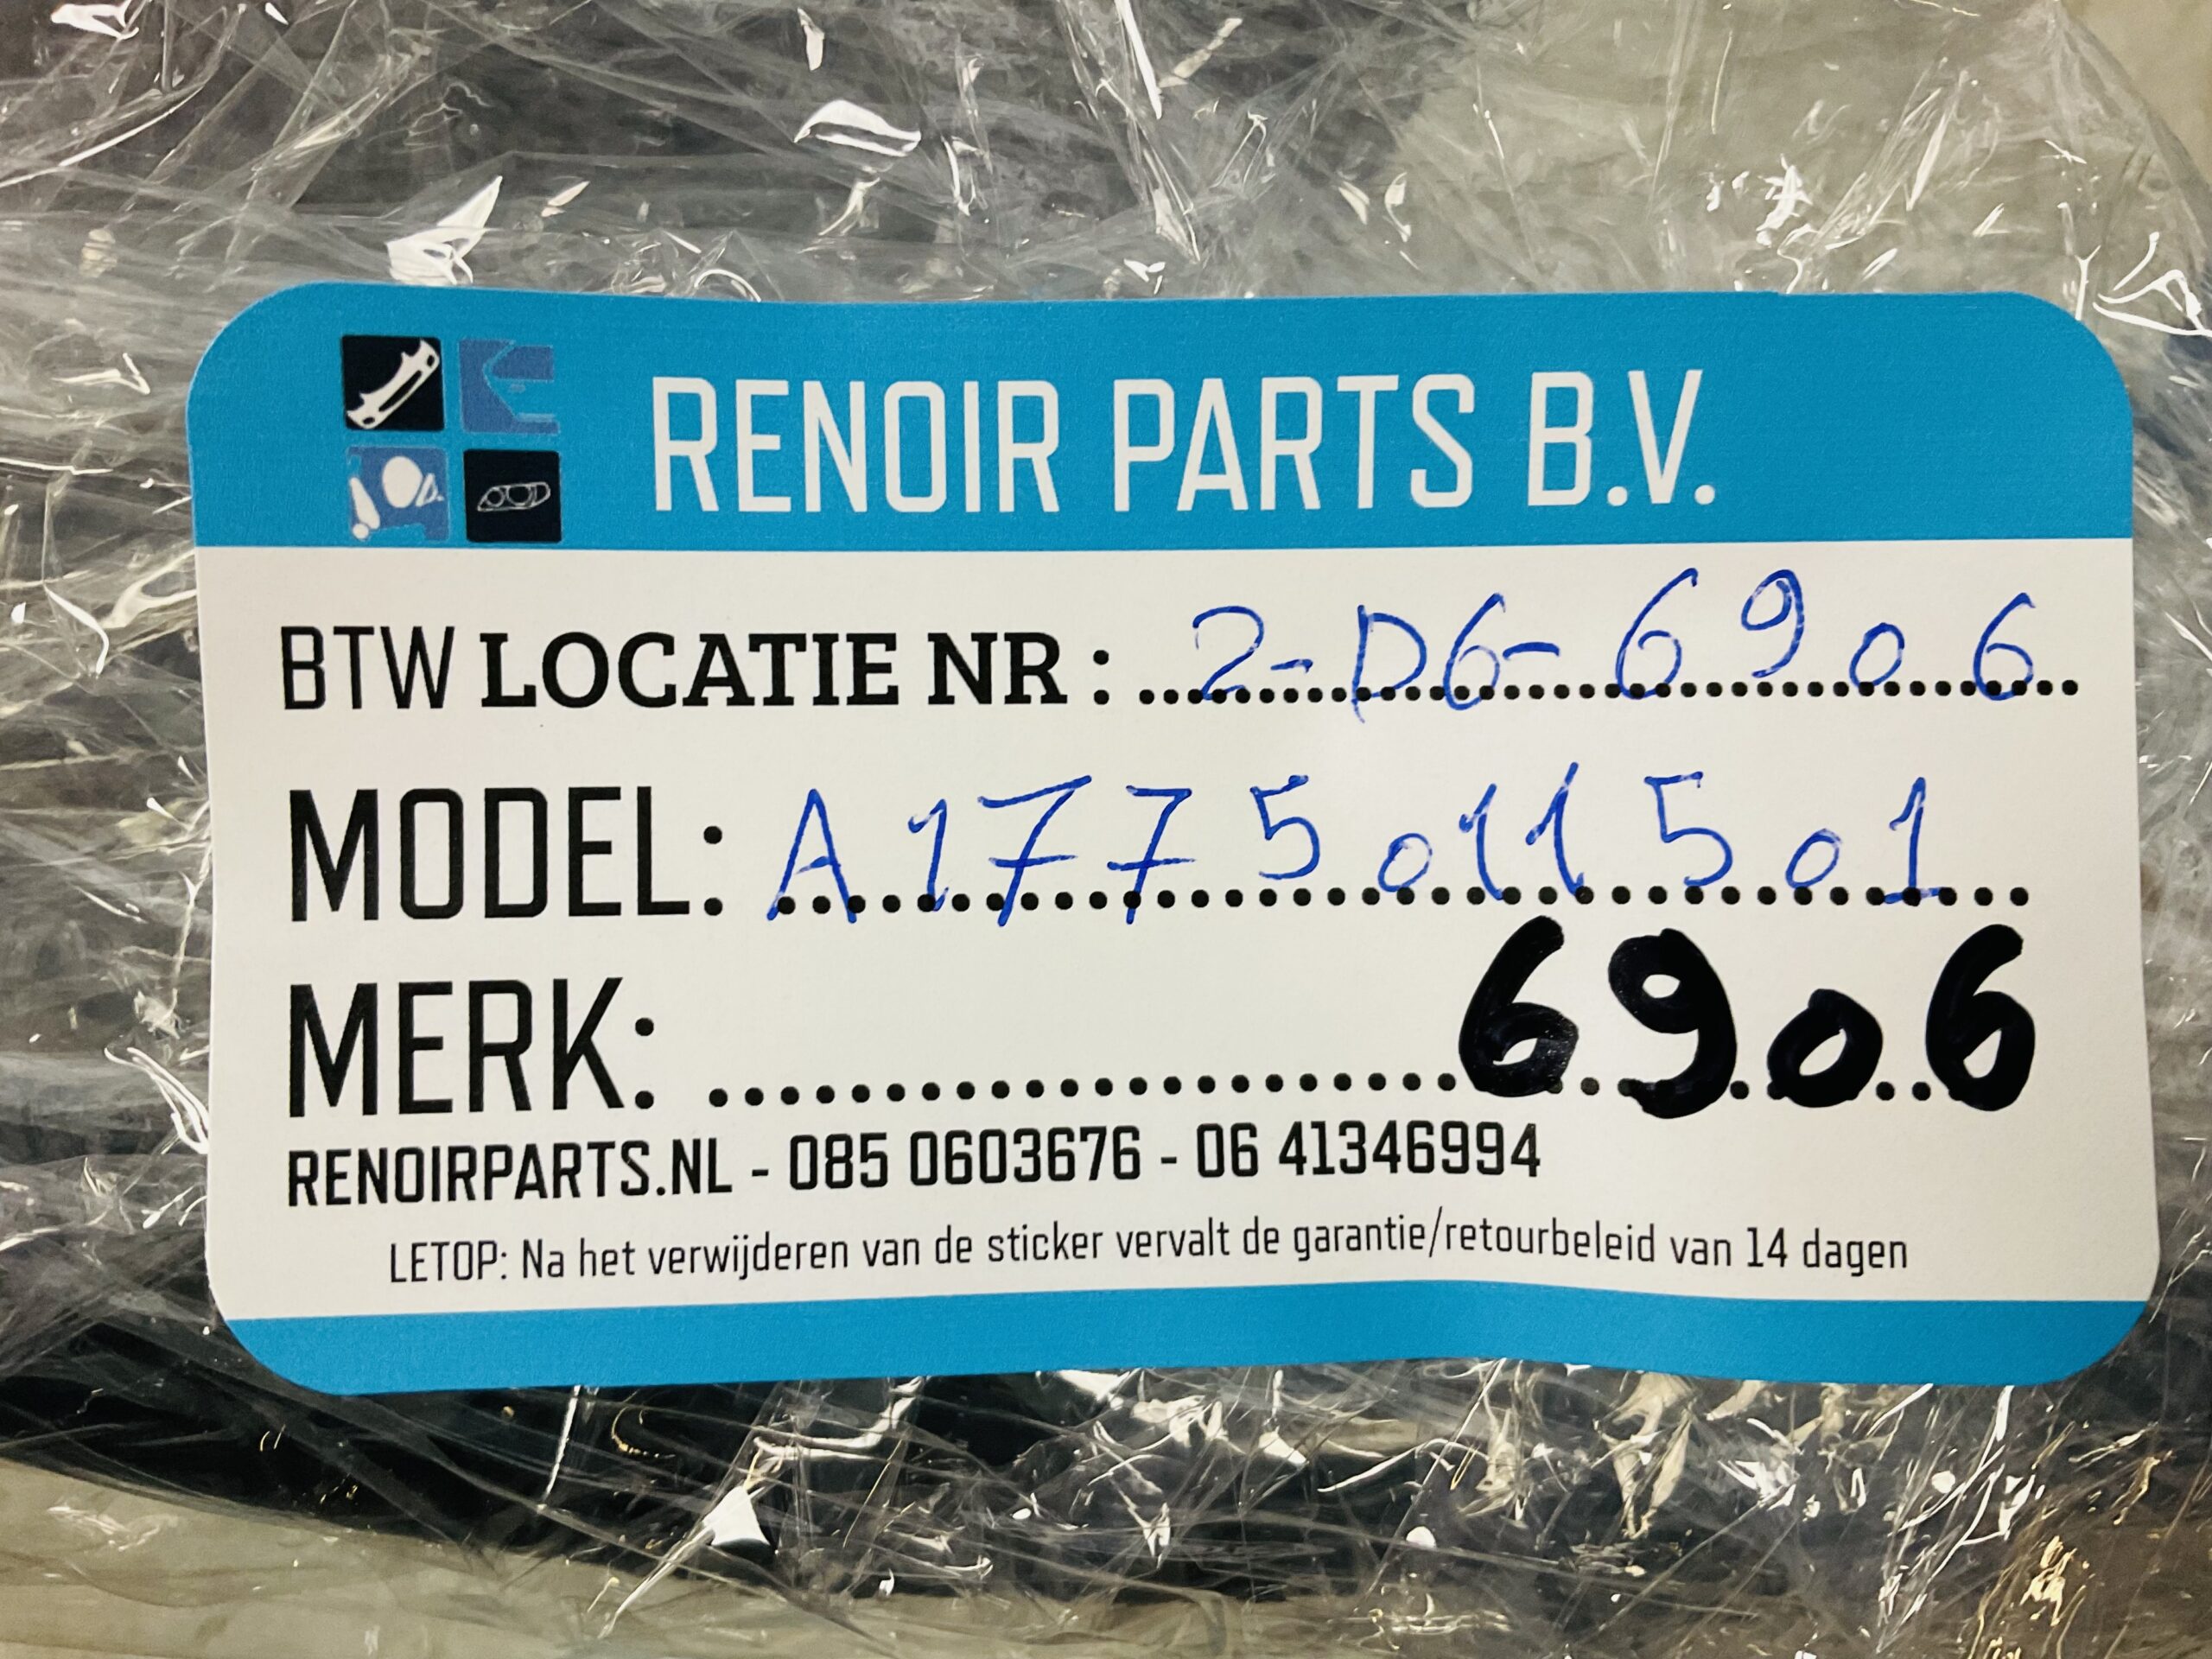 RENOIR PARTS B.V.
BTW LOCATIE NR : 2-D6-6906
MODEL: A1775011501
MERK: 6906
RENOIRPARTS.NL - 085 0603676 - 06 41346994
LETOP: Na het verwijderen van de sticker vervalt de garantie/retourbeleid van 14 dagen